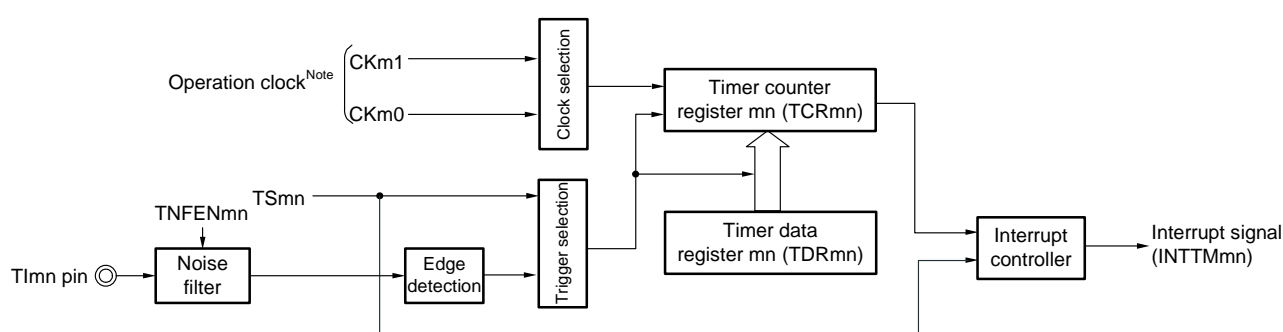 Operation clock^Note
CKm1
CKm0
Clock selection
Timer counter
register mn (TCRmn)
TSmn
TNFENmn
TImn pin
Noise
filter
Edge
detection
Trigger selection
Timer data
register mn (TDRmn)
Interrupt
controller
Interrupt signal
(INTTMmn)